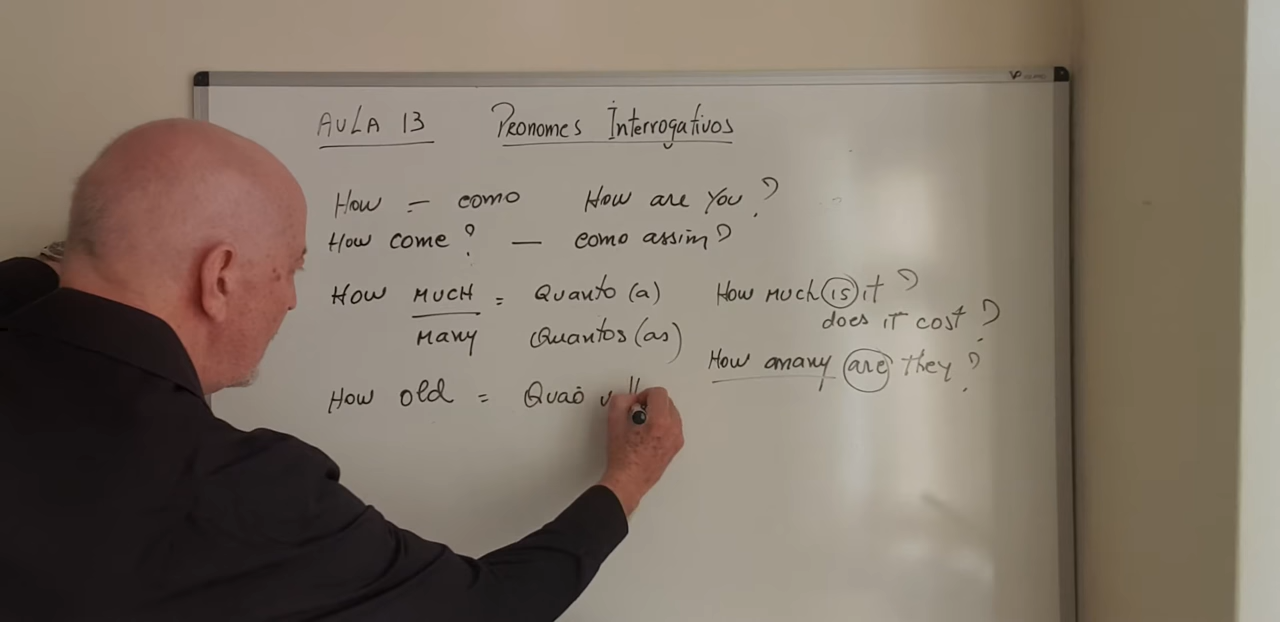 AULA 13 Pronomes Interrogativos
How = como How are you?
How come? — como assim?
How MUCH = Quanto (a) How much is it?
does it cost?
many Quantos (as)
How many are they?
How old = Quão